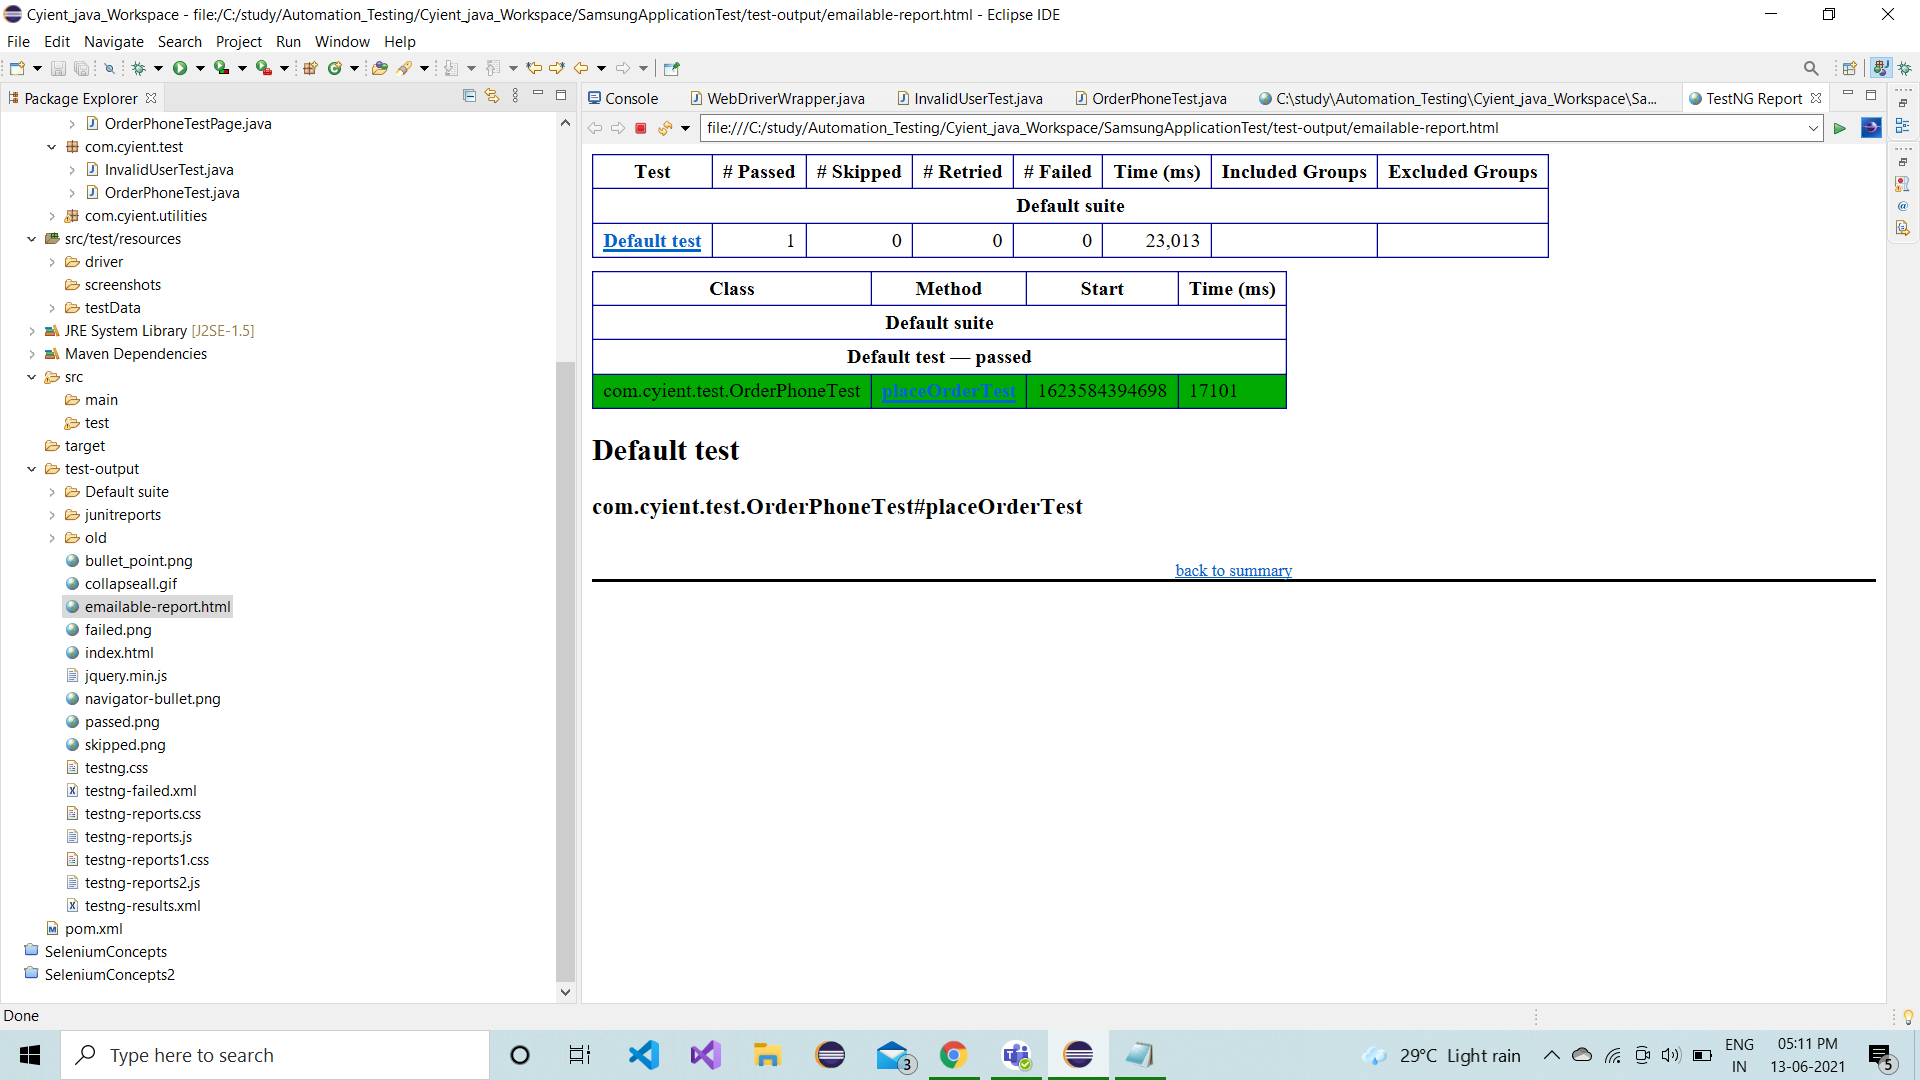 Cyient_java_Workspace - file:/C:/study/Automation_Testing/Cyient_java_Workspace/SamsungApplicationTest/test-output/emailable-report.html - Eclipse IDE
File Edit Navigate Search Project Run Window Help
Package Explorer
OrderPhoneTestPage.java
com.cyient.test
InvalidUserTest.java
OrderPhoneTest.java
com.cyient.utilities
src/test/resources
driver
screenshots
testData
JRE System Library [J2SE-1.5]
Maven Dependencies
src
main
test
target
test-output
Default suite
junitreports
old
bullet_point.png
collapseall.gif
emailable-report.html
failed.png
index.html
jquery.min.js
navigator-bullet.png
passed.png
skipped.png
testng.css
testng-failed.xml
testng-reports.css
testng-reports.js
testng-reports1.css
testng-reports2.js
testng-results.xml
pom.xml
SeleniumConcepts
SeleniumConcepts2
Console WebDriverWrapper.java InvalidUserTest.java OrderPhoneTest.java C:\study\Automation_Testing\Cyient_java_Workspace\Sa... TestNG Report
file:///C:/study/Automation_Testing/Cyient_java_Workspace/SamsungApplicationTest/test-output/emailable-report.html
Test # Passed # Skipped # Retried # Failed Time (ms) Included Groups Excluded Groups
Default suite
Default test 1 0 0 0 23,013
Class Method Start Time (ms)
Default suite
Default test — passed
com.cyient.test.OrderPhoneTest placeOrderTest 1623584394698 17101
Default test
com.cyient.test.OrderPhoneTest#placeOrderTest
back to summary
Done
Type here to search
3
29°C Light rain
ENG
IN
05:11 PM
13-06-2021
5